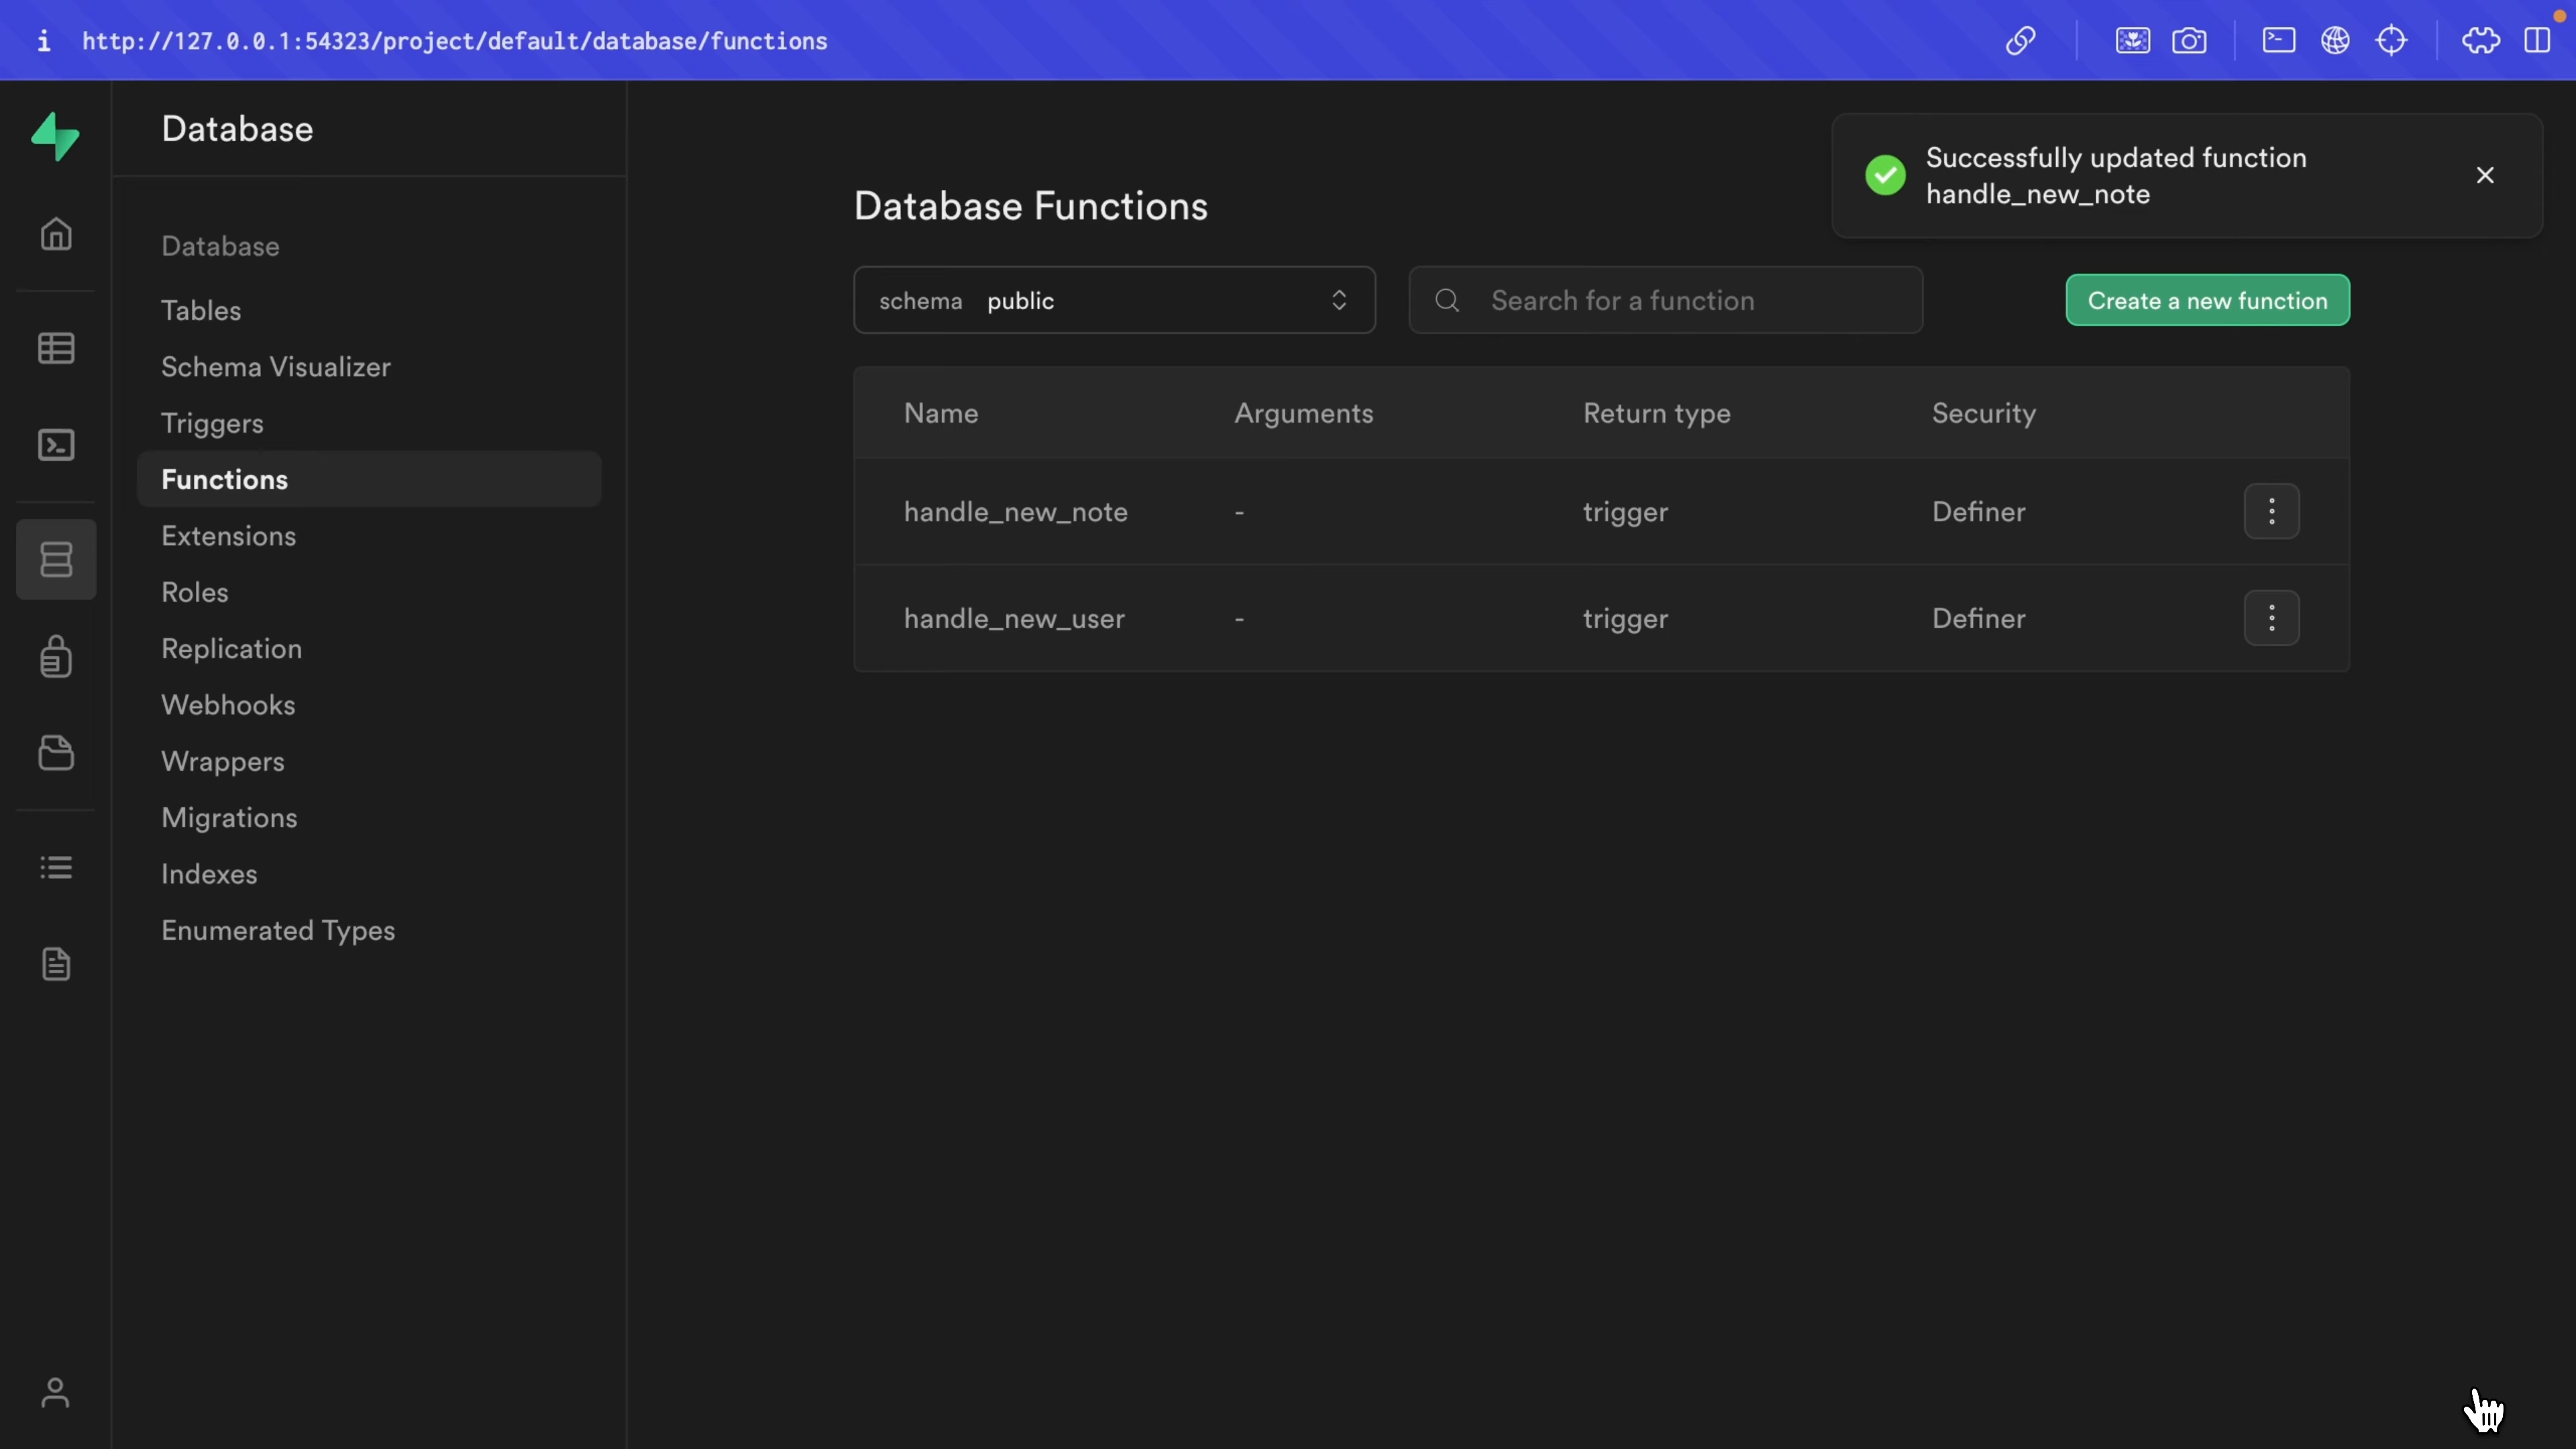 i http://127.0.0.1:54323/project/default/database/functions
Database
Database
Tables
Schema Visualizer
Triggers
Functions
Extensions
Roles
Replication
Webhooks
Wrappers
Migrations
Indexes
Enumerated Types
Database Functions
Successfully updated function
handle_new_note
schema public
Search for a function
Create a new function
Name Arguments Return type Security
handle_new_note - trigger Definer
handle_new_user - trigger Definer